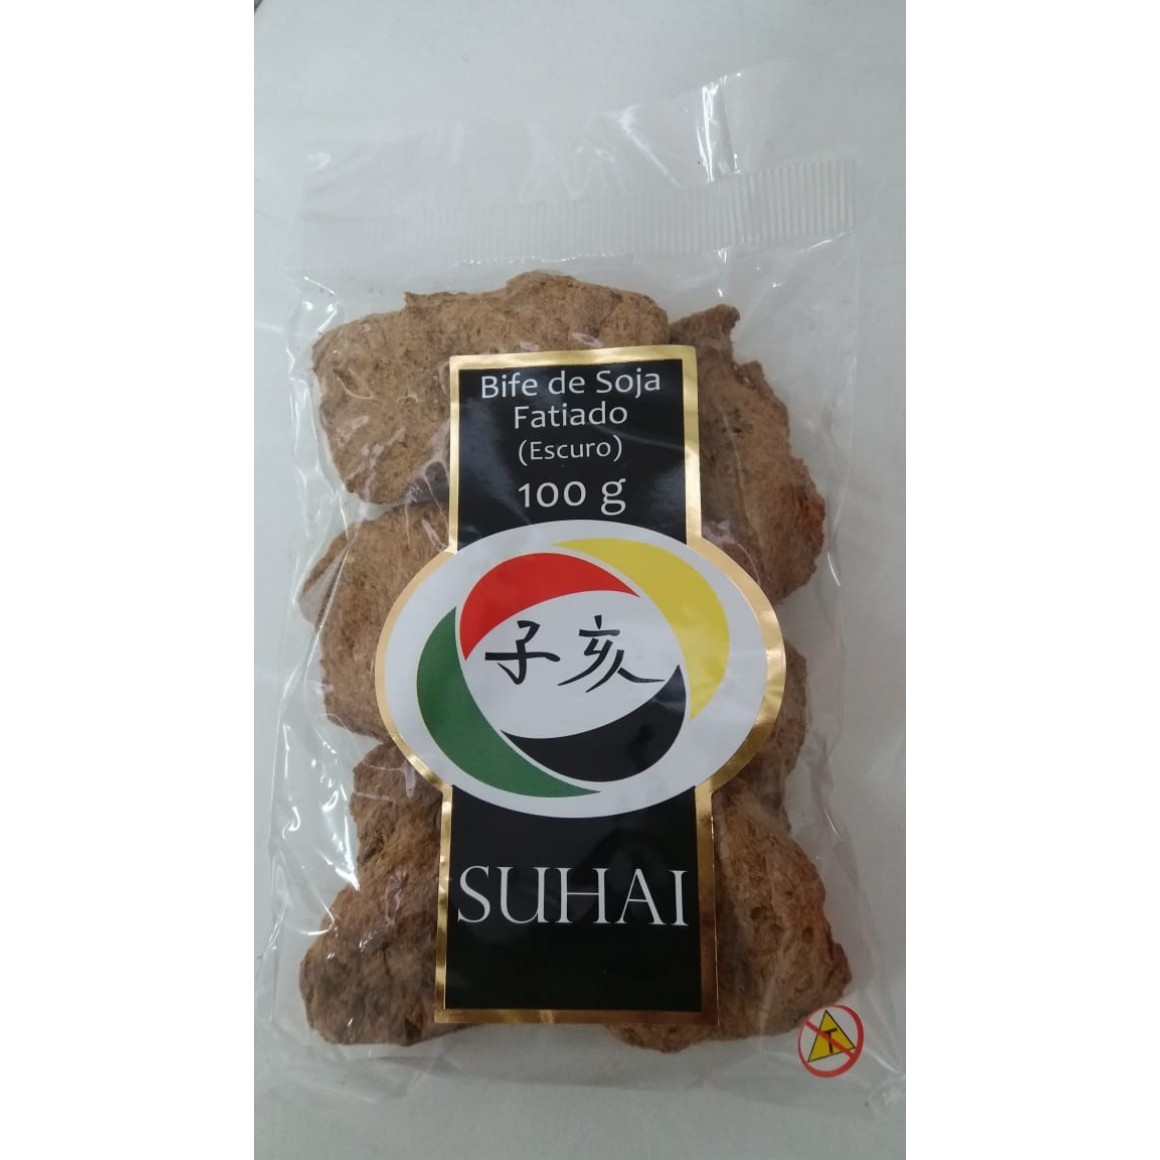 Bife de Soja
Fatiado
(Escuro)
100 g
子亥
SUHAI
T